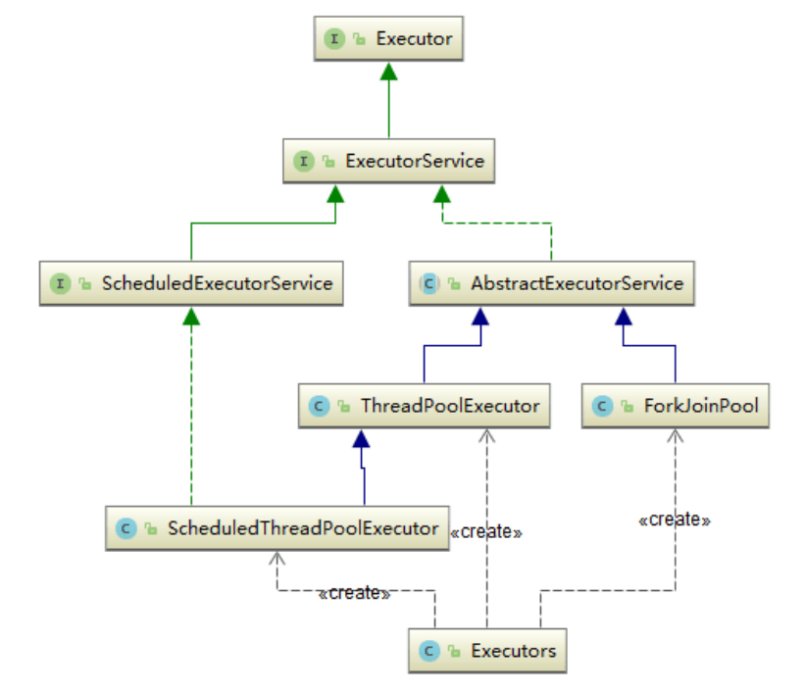 I Executor
I ExecutorService
I ScheduledExecutorService
C AbstractExecutorService
C ThreadPoolExecutor
C ForkJoinPool
C ScheduledThreadPoolExecutor
«create»
«create»
«create»
C Executors